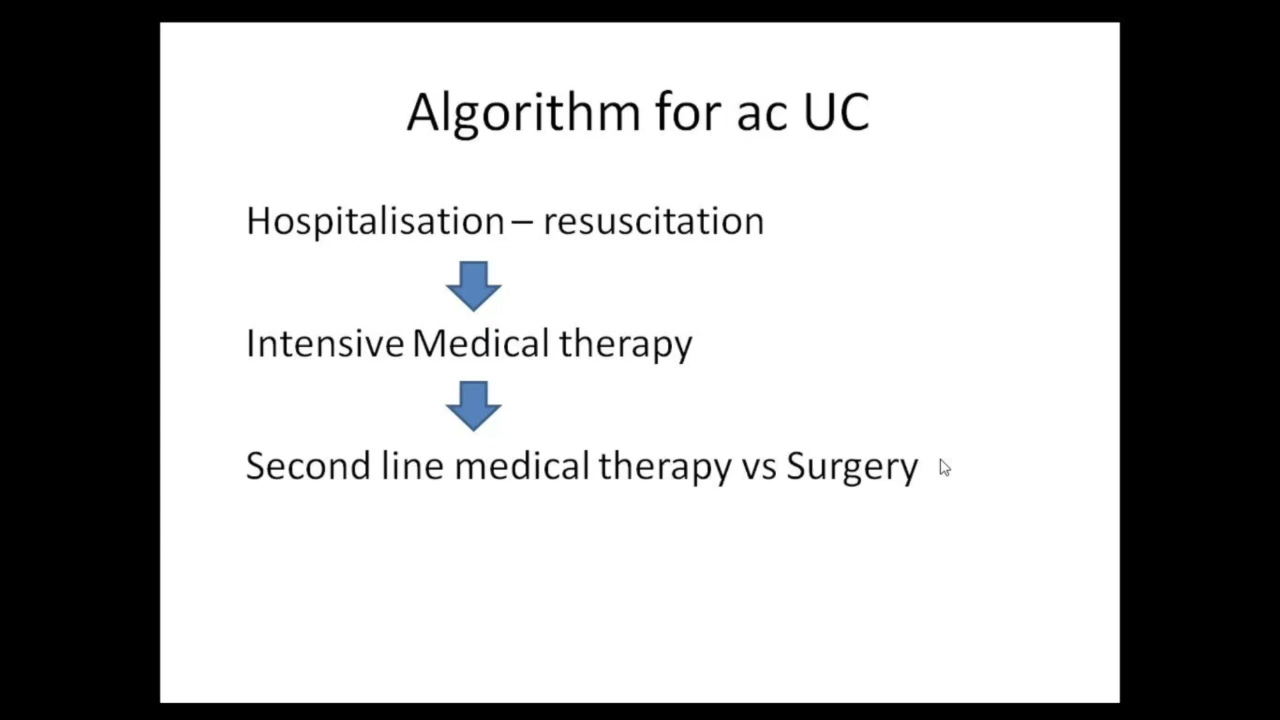 Algorithm for ac UC
Hospitalisation – resuscitation
Intensive Medical therapy
Second line medical therapy vs Surgery